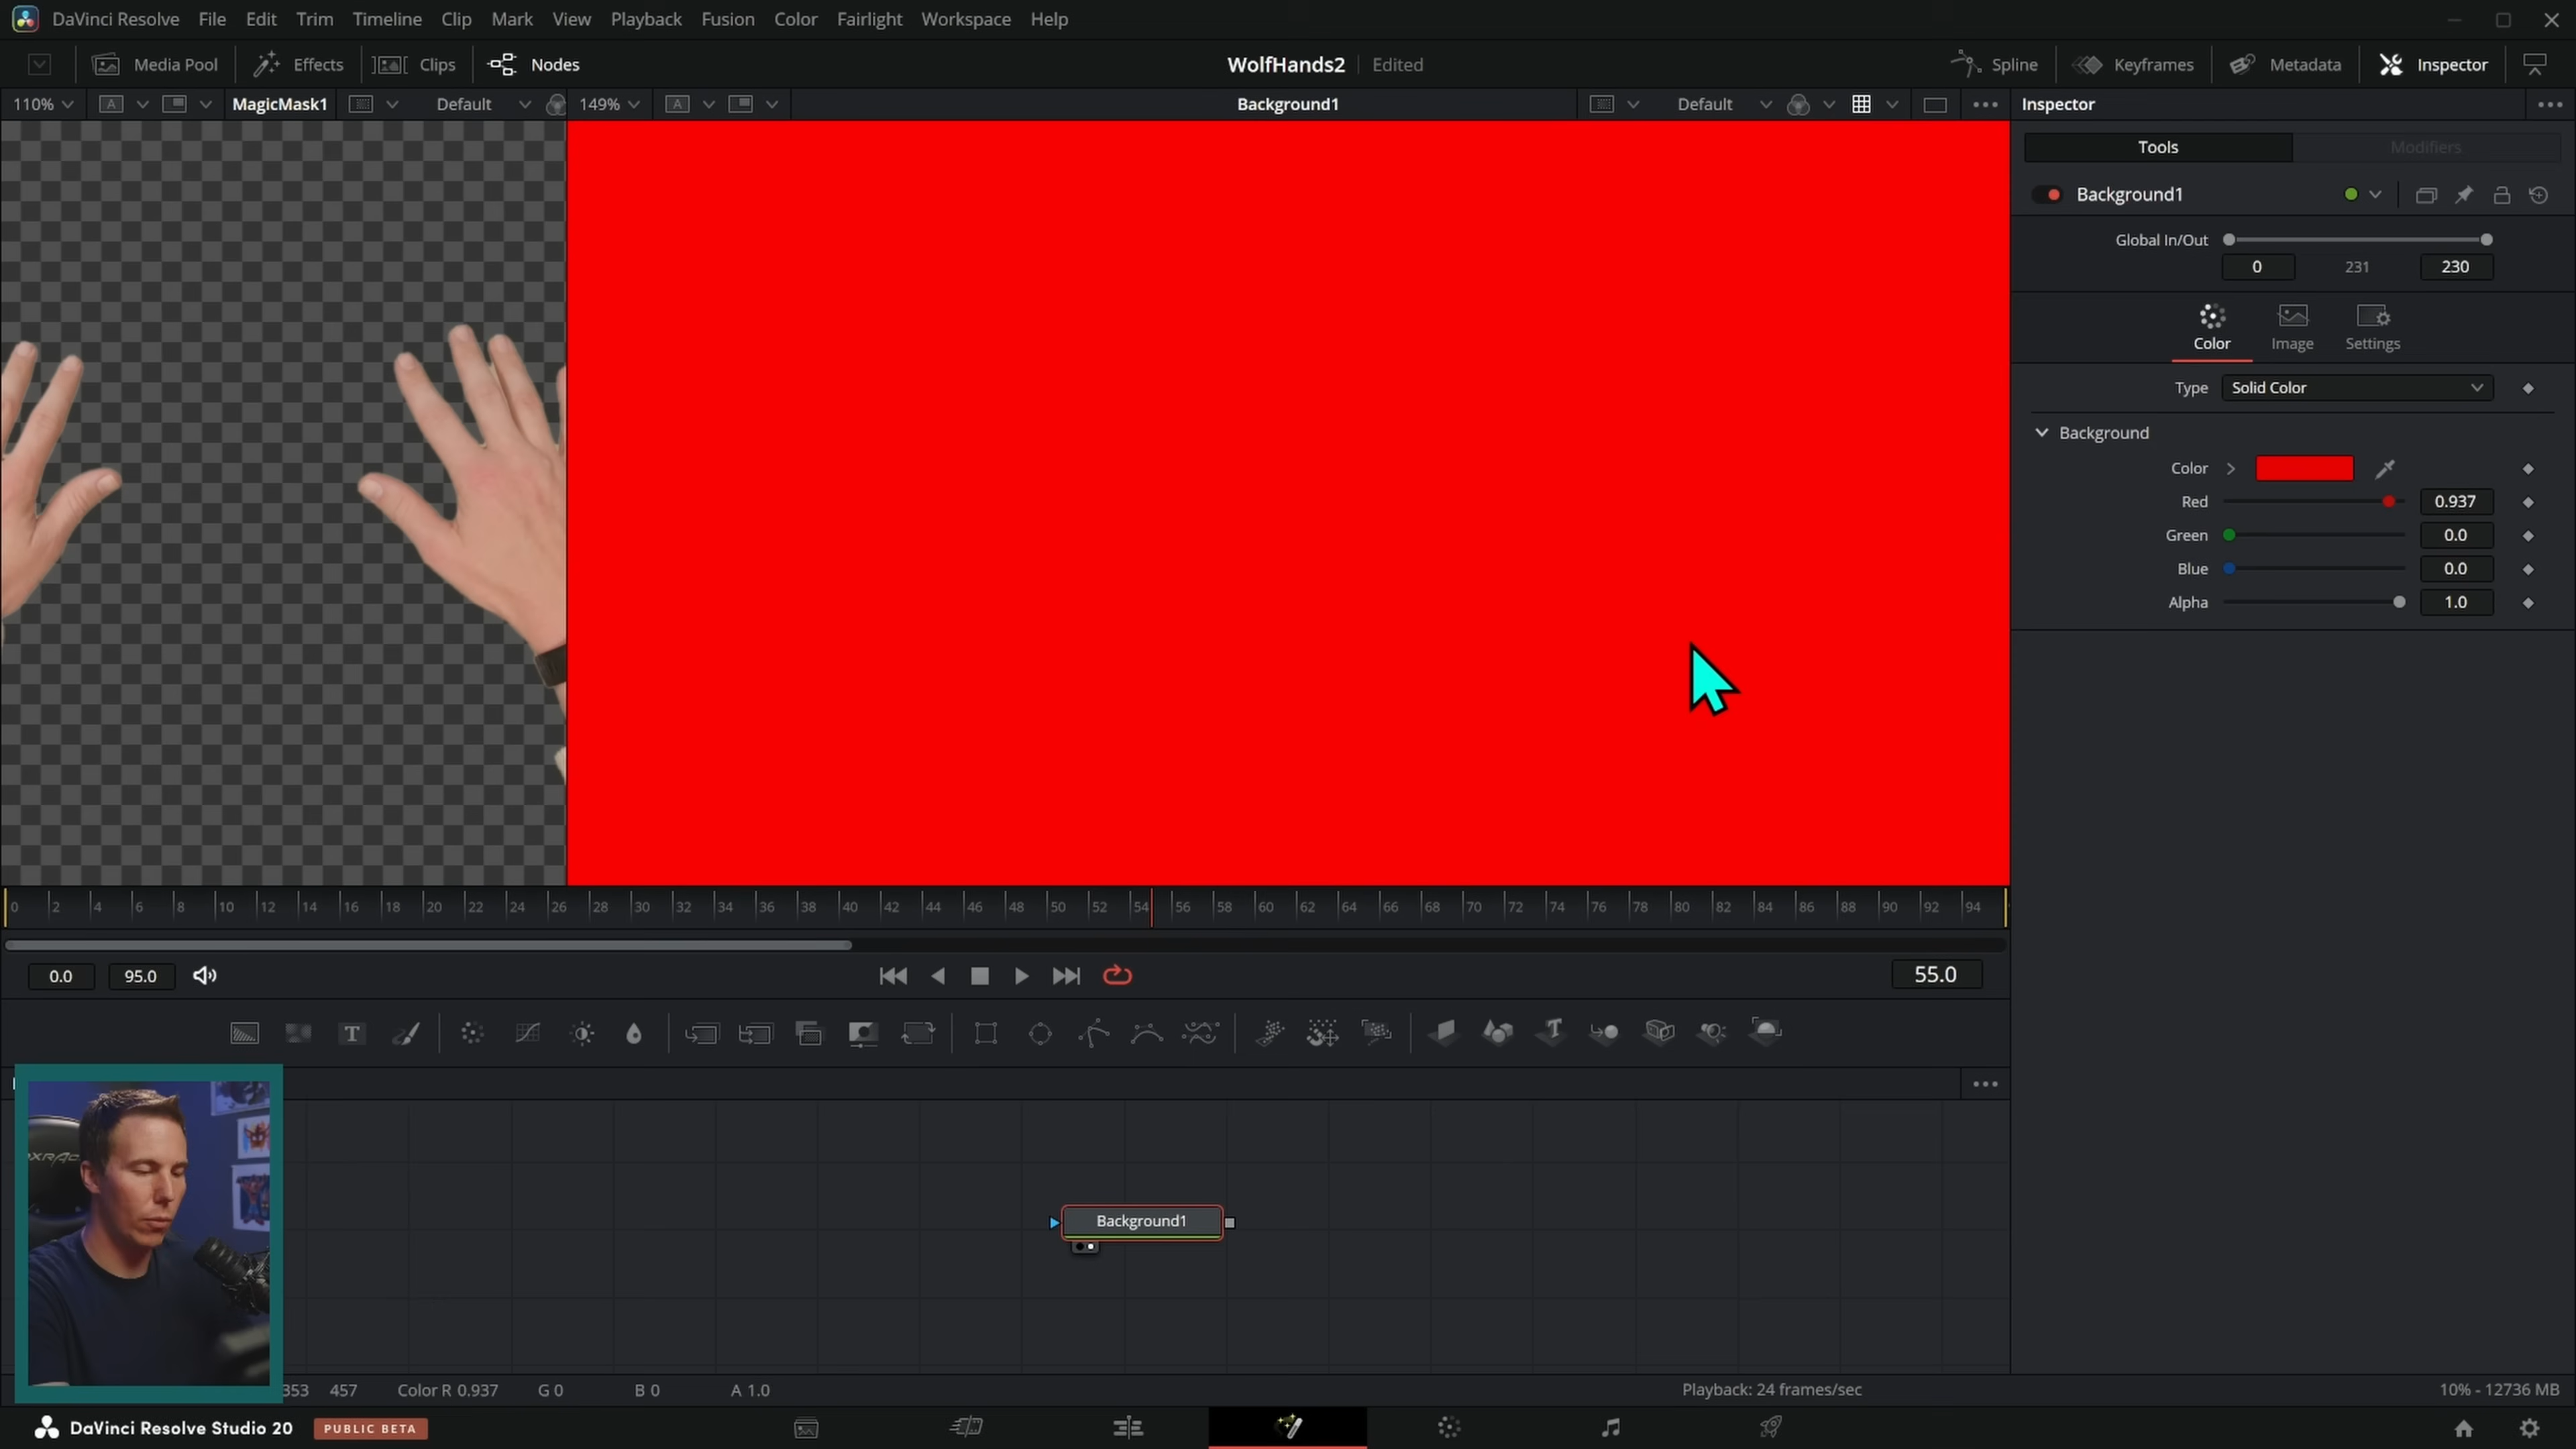 DaVinci Resolve File Edit Trim Timeline Clip Mark View Playback Fusion Color Fairlight Workspace Help
Media Pool Effects Clips Nodes WolfHands2 Edited Spline Keyframes Metadata Inspector
110% A MagicMask1 Default 149% A Background1 Default Inspector
Tools Modifiers
Background1
Global In/Out
0 231 230
Color Image Settings
Type Solid Color
Background
Color
Red 0.937
Green 0.0
Blue 0.0
Alpha 1.0
0 2 4 6 8 10 12 14 16 18 20 22 24 26 28 30 32 34 36 38 40 42 44 46 48 50 52 54 56 58 60 62 64 66 68 70 72 74 76 78 80 82 84 86 88 90 92 94
0.0 95.0 55.0
T T
Background1
353 457 Color R 0.937 G 0 B 0 A 1.0 Playback: 24 frames/sec 10% - 12736 MB
DaVinci Resolve Studio 20 PUBLIC BETA